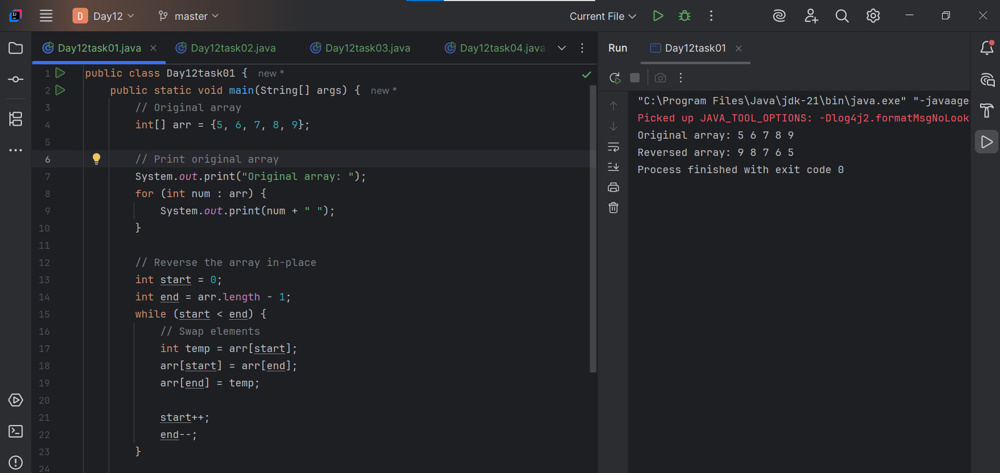 D Day12 master Current File
Day12task01.java Day12task02.java Day12task03.java Day12task04.java
Run Day12task01
1 public class Day12task01 { new *
2 public static void main(String[] args) { new *
3 // Original array
4 int[] arr = {5, 6, 7, 8, 9};
5
6 // Print original array
7 System.out.print("Original array: ");
8 for (int num : arr) {
9 System.out.print(num + " ");
10 }
11
12 // Reverse the array in-place
13 int start = 0;
14 int end = arr.length - 1;
15 while (start < end) {
16 // Swap elements
17 int temp = arr[start];
18 arr[start] = arr[end];
19 arr[end] = temp;
20
21 start++;
22 end--;
23 }
24
"C:\Program Files\Java\jdk-21\bin\java.exe" "-javaage
Picked up JAVA_TOOL_OPTIONS: -Dlog4j2.formatMsgNoLook
Original array: 5 6 7 8 9
Reversed array: 9 8 7 6 5
Process finished with exit code 0